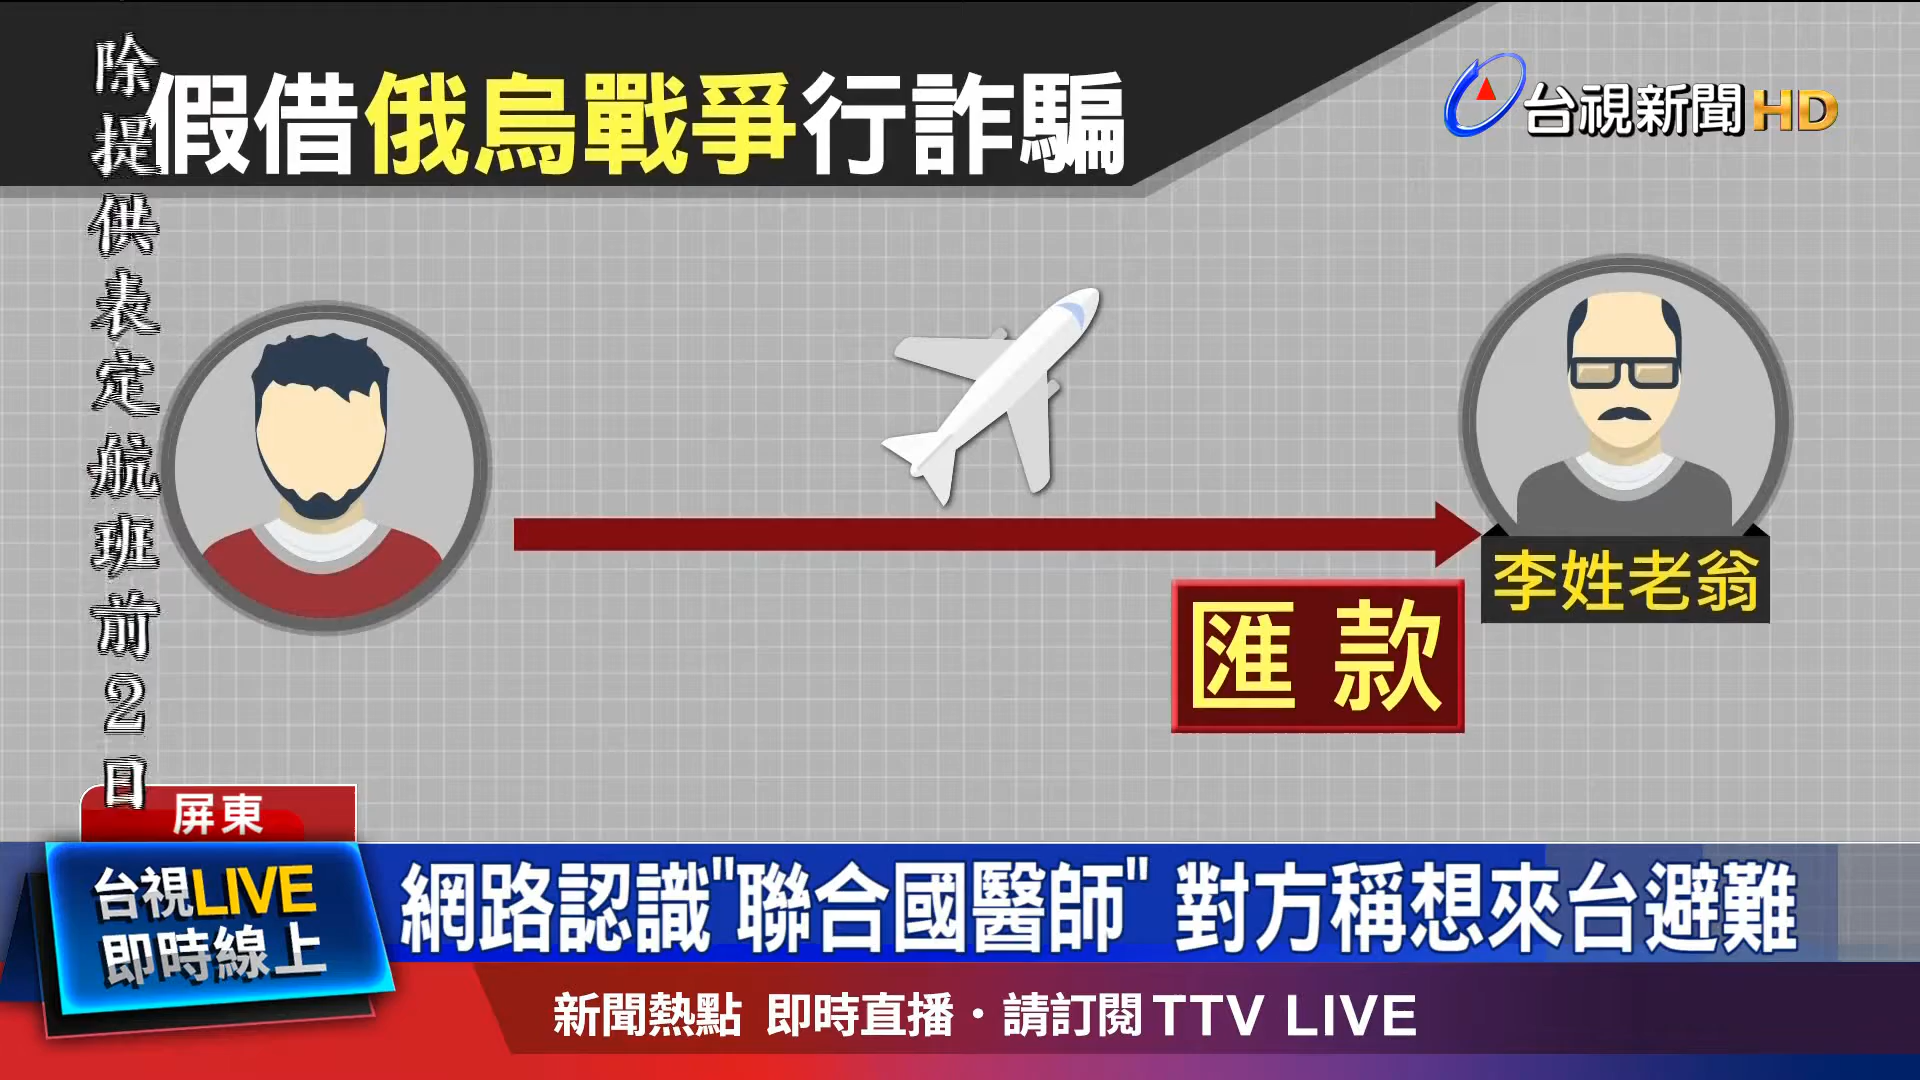 除提供表定航班前2日
假借俄烏戰爭行詐騙
台視新聞HD
李姓老翁
匯款
屏東
台視LIVE
即時線上
網路認識"聯合國醫師" 對方稱想來台避難
新聞熱點 即時直播・請訂閱TTV LIVE